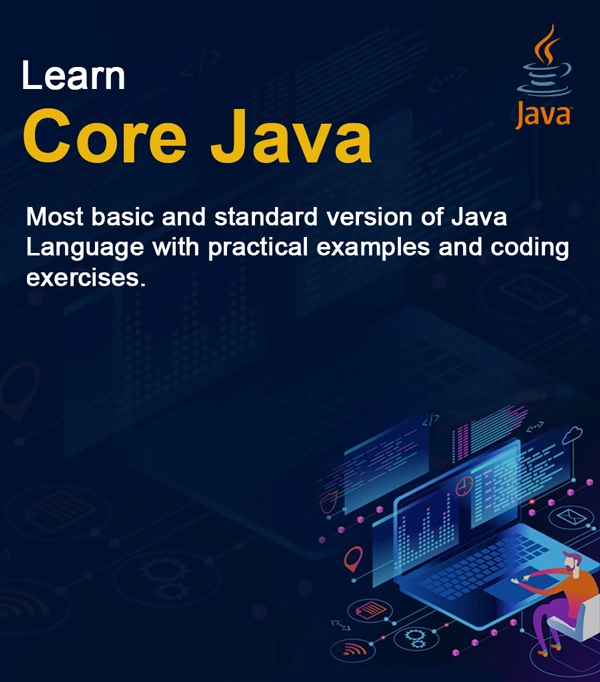 Learn
Core Java
Java
Most basic and standard version of Java
Language with practical examples and coding
exercises.